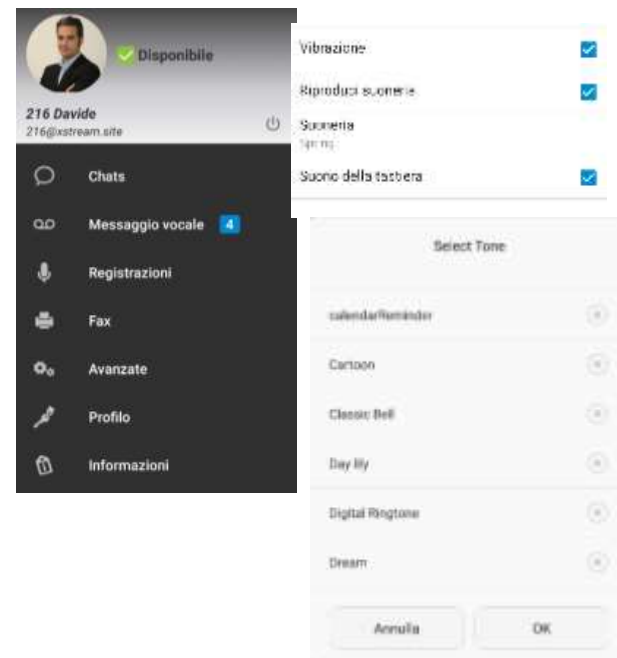 Disponibile
216 Davide
216@xstream.site
Chats
Messaggio vocale 4
Registrazioni
Fax
Avanzate
Profilo
Informazioni
Vibrazione
Riproduci suoneria
Suoneria
Spring
Suono della tastiera
Select Tone
calendarReminder
Cartoon
Classic Bell
Day lily
Digital Ringtone
Dream
Annulla OK